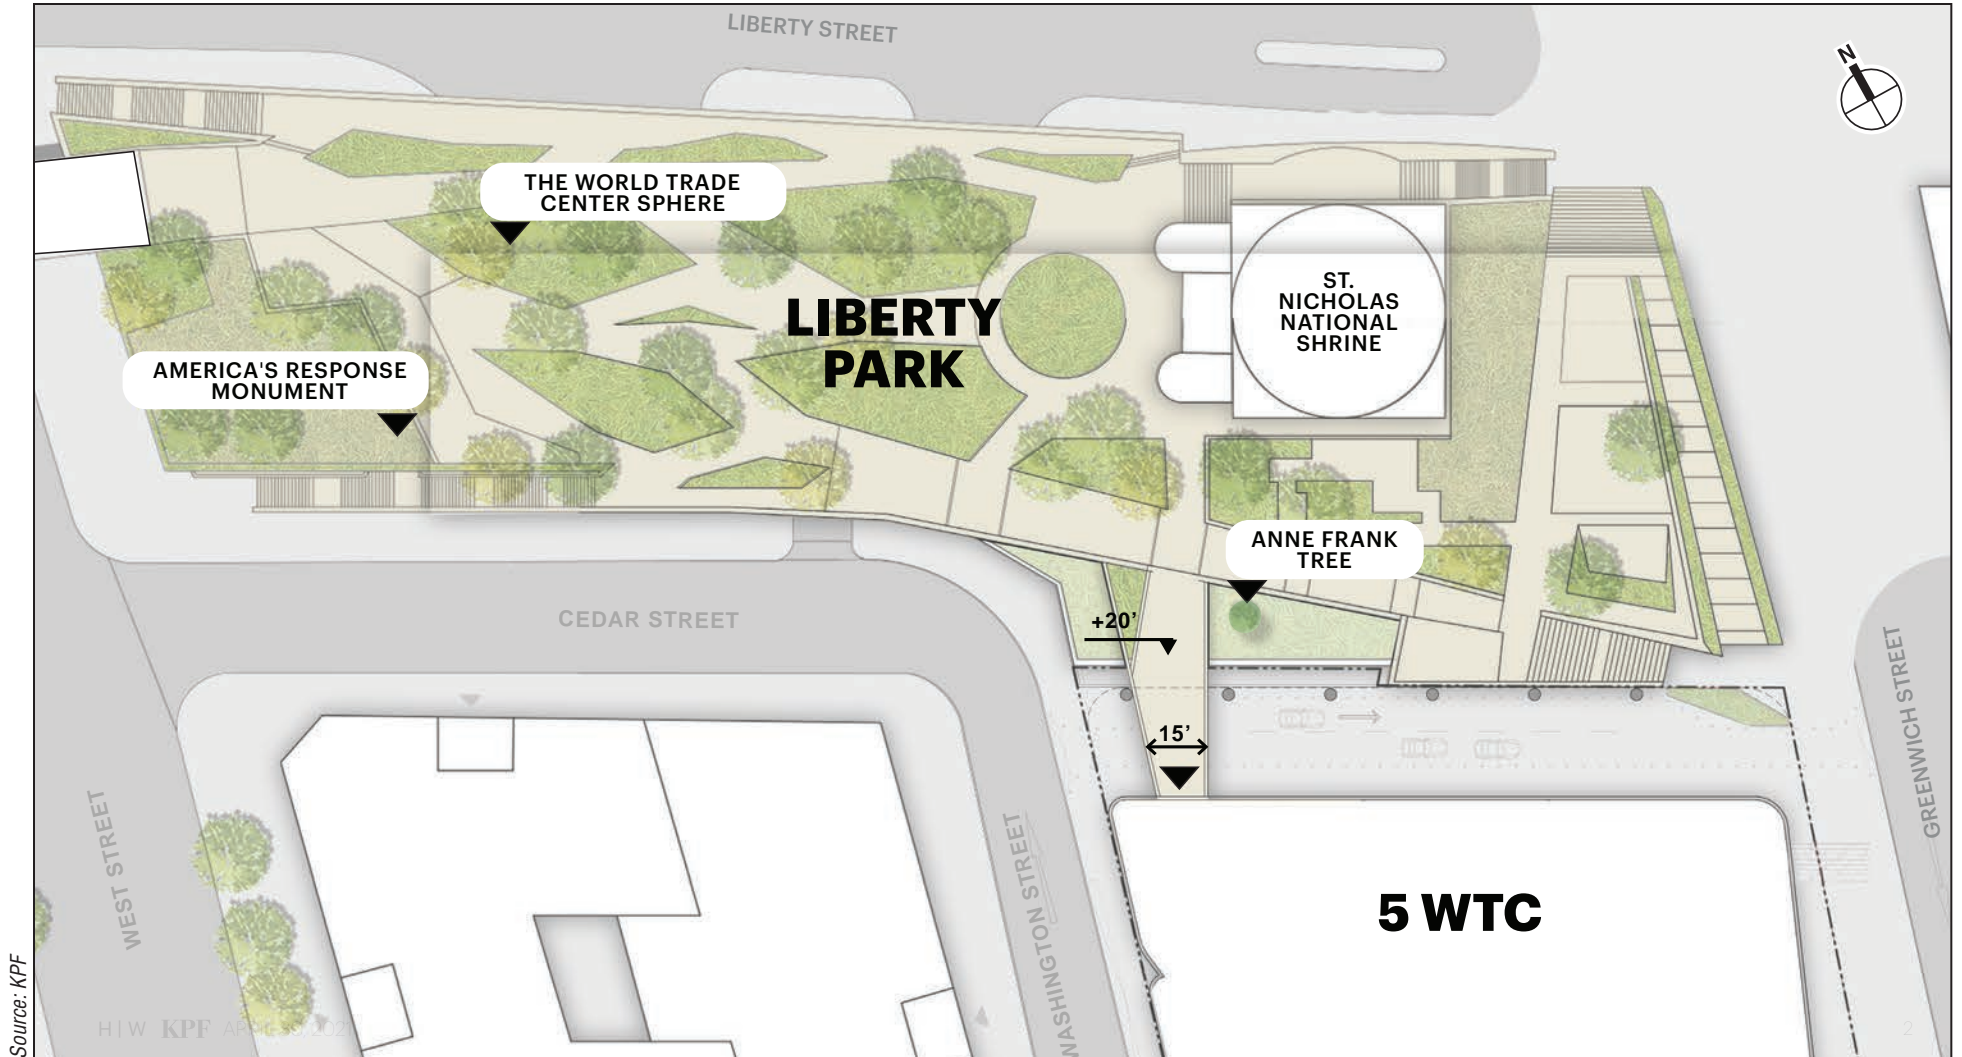 LIBERTY STREET
N
THE WORLD TRADE
CENTER SPHERE
LIBERTY
PARK
ST.
NICHOLAS
NATIONAL
SHRINE
AMERICA'S RESPONSE
MONUMENT
ANNE FRANK
TREE
+20’
CEDAR STREET
15’
GREENWICH STREET
WEST STREET
WASHINGTON STREET
5 WTC
Source: KPF
H|W KPF
2